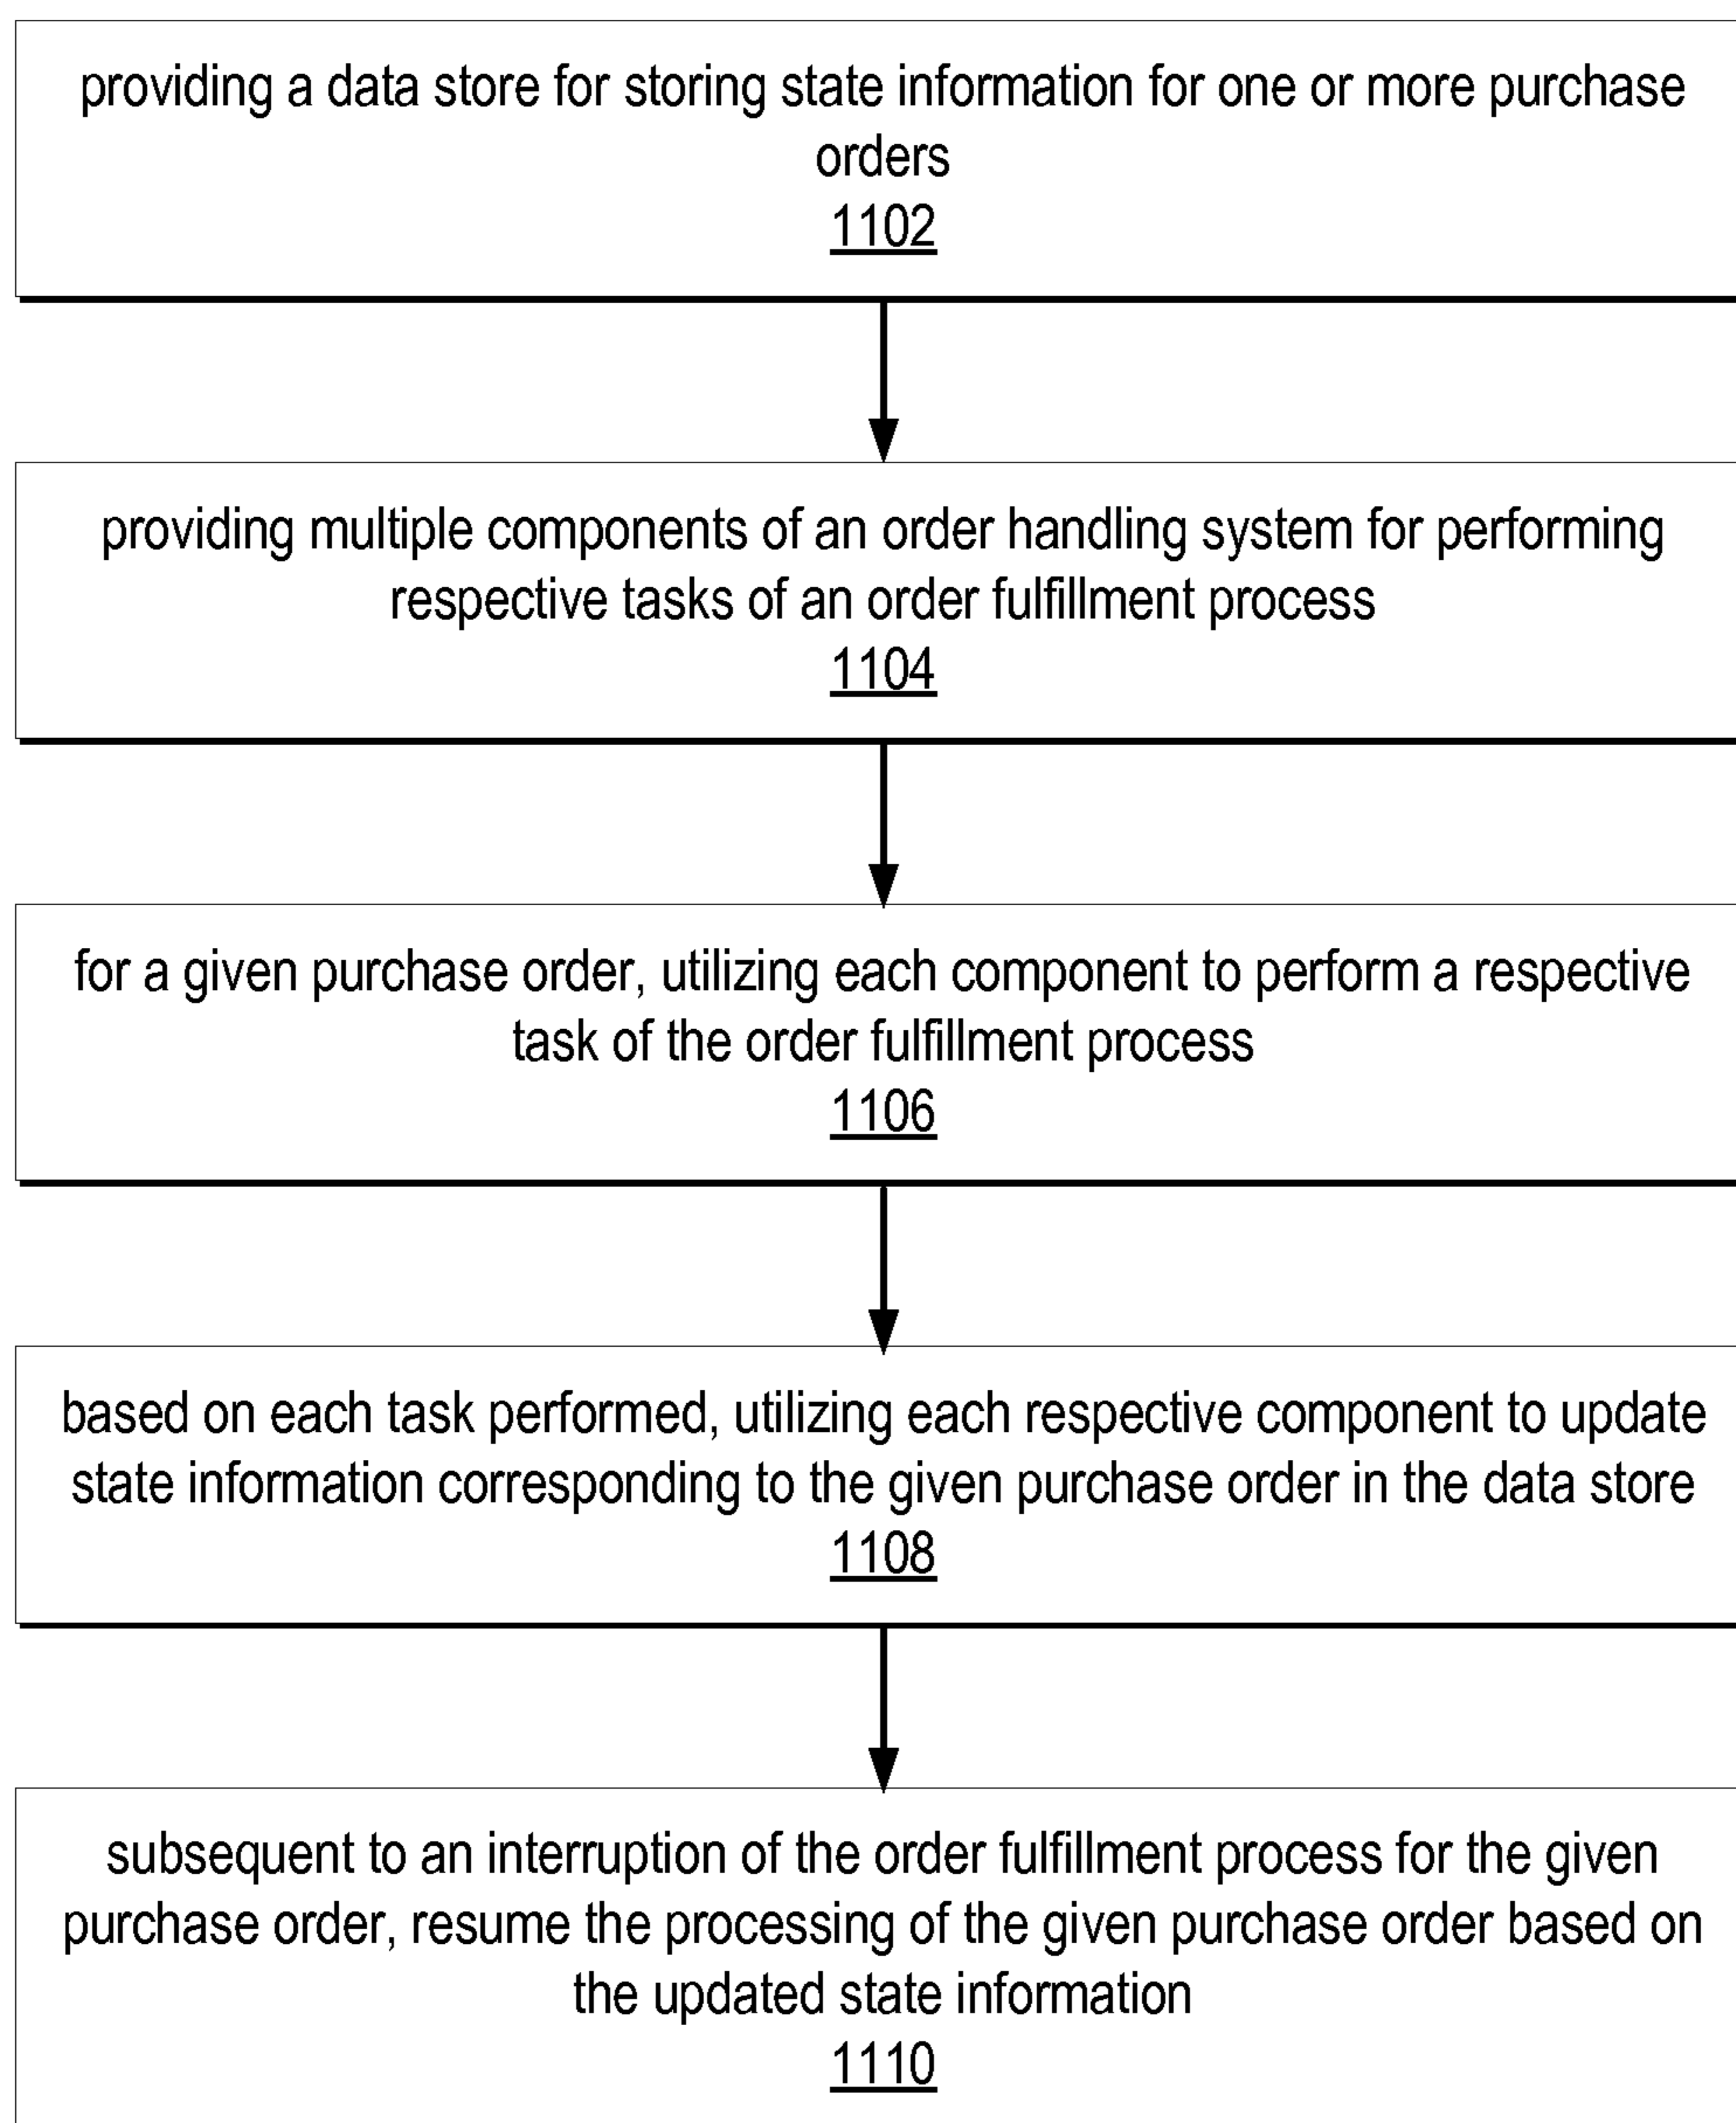 providing a data store for storing state information for one or more purchase
orders
1102
providing multiple components of an order handling system for performing
respective tasks of an order fulfillment process
1104
for a given purchase order, utilizing each component to perform a respective
task of the order fulfillment process
1106
based on each task performed, utilizing each respective component to update
state information corresponding to the given purchase order in the data store
1108
subsequent to an interruption of the order fulfillment process for the given
purchase order, resume the processing of the given purchase order based on
the updated state information
1110